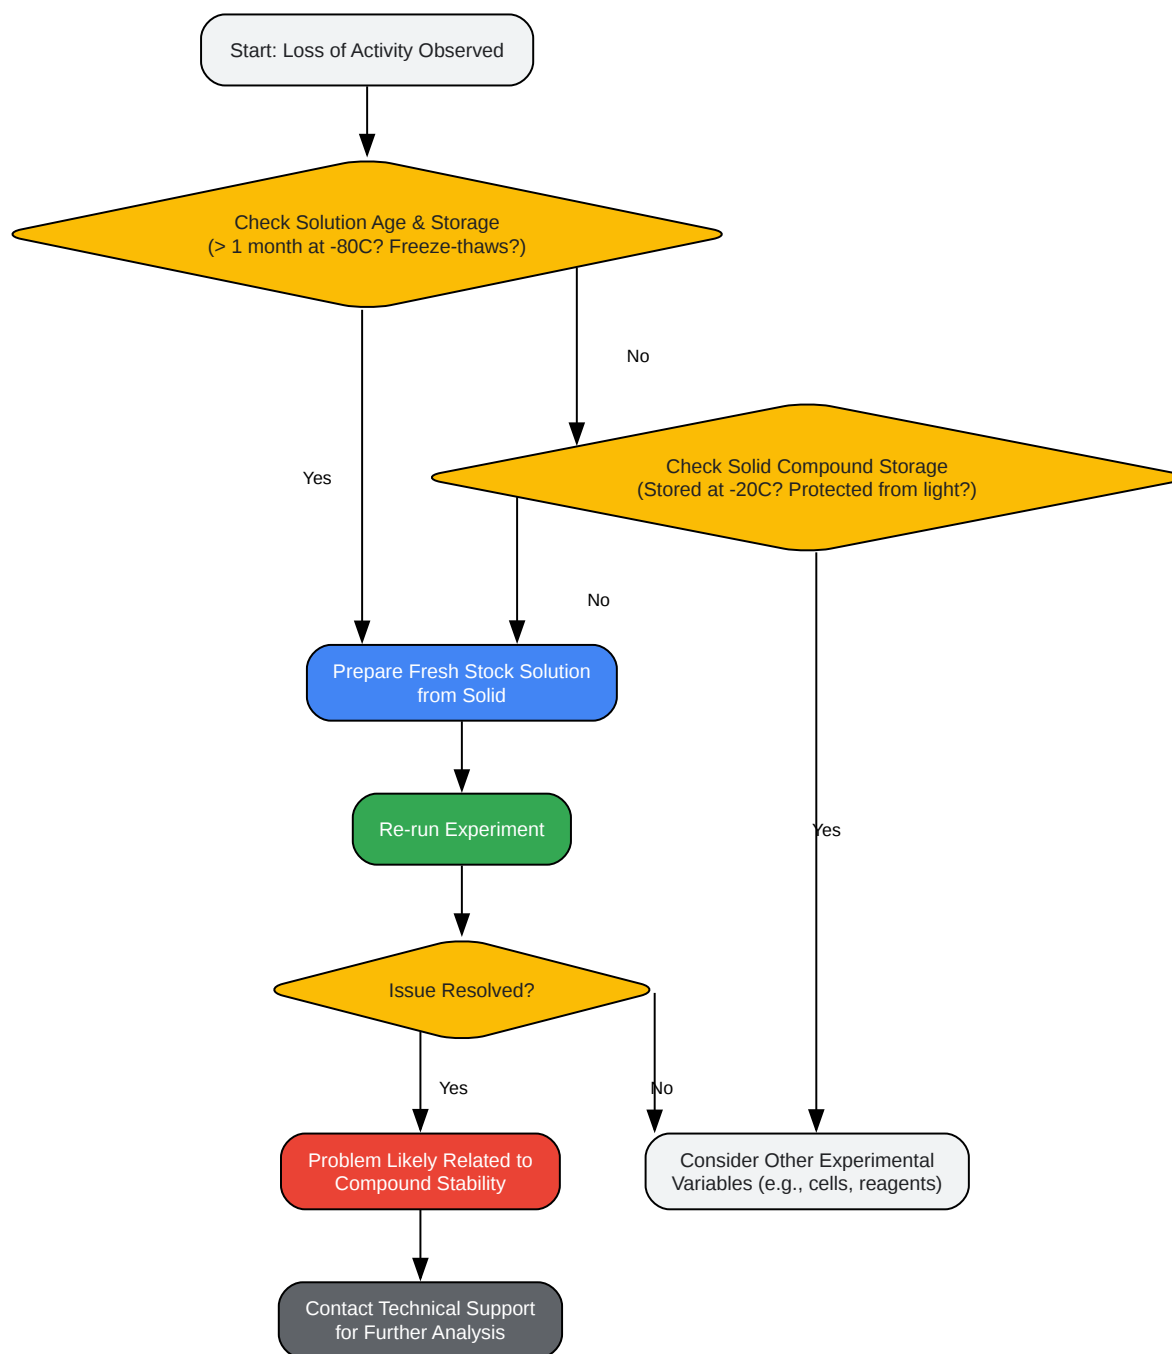 Start: Loss of Activity Observed
Check Solution Age & Storage
(> 1 month at -80C? Freeze-thaws?)
No
Check Solid Compound Storage
(Stored at -20C? Protected from light?)
Yes
No
Prepare Fresh Stock Solution
from Solid
Re-run Experiment
Yes
Issue Resolved?
Yes
No
Problem Likely Related to
Compound Stability
Consider Other Experimental
Variables (e.g., cells, reagents)
Contact Technical Support
for Further Analysis